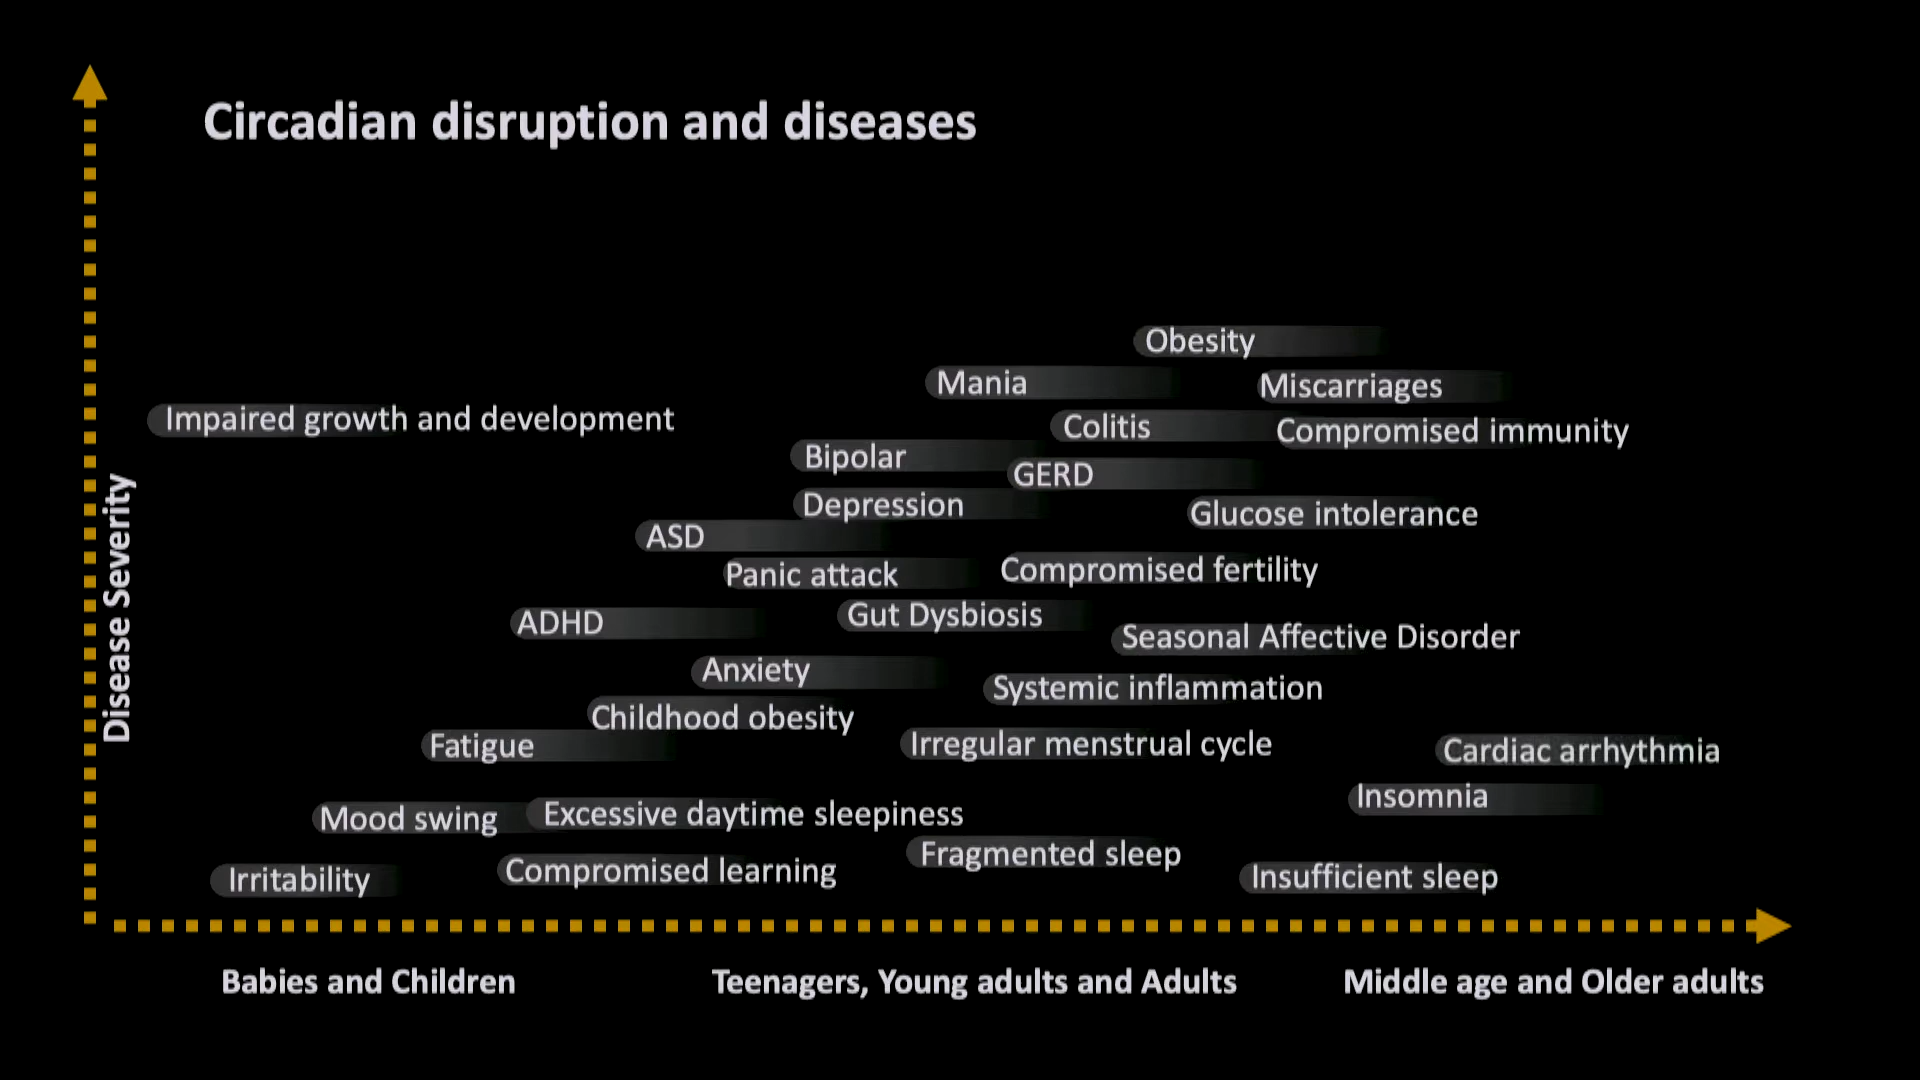 Circadian disruption and diseases
Disease Severity
Obesity
Mania
Miscarriages
Impaired growth and development
Colitis
Compromised immunity
Bipolar
GERD
Depression
Glucose intolerance
ASD
Panic attack
Compromised fertility
ADHD
Gut Dysbiosis
Seasonal Affective Disorder
Anxiety
Systemic inflammation
Childhood obesity
Fatigue
Irregular menstrual cycle
Cardiac arrhythmia
Insomnia
Mood swing
Excessive daytime sleepiness
Fragmented sleep
Compromised learning
Irritability
Insufficient sleep
Babies and Children
Teenagers, Young adults and Adults
Middle age and Older adults